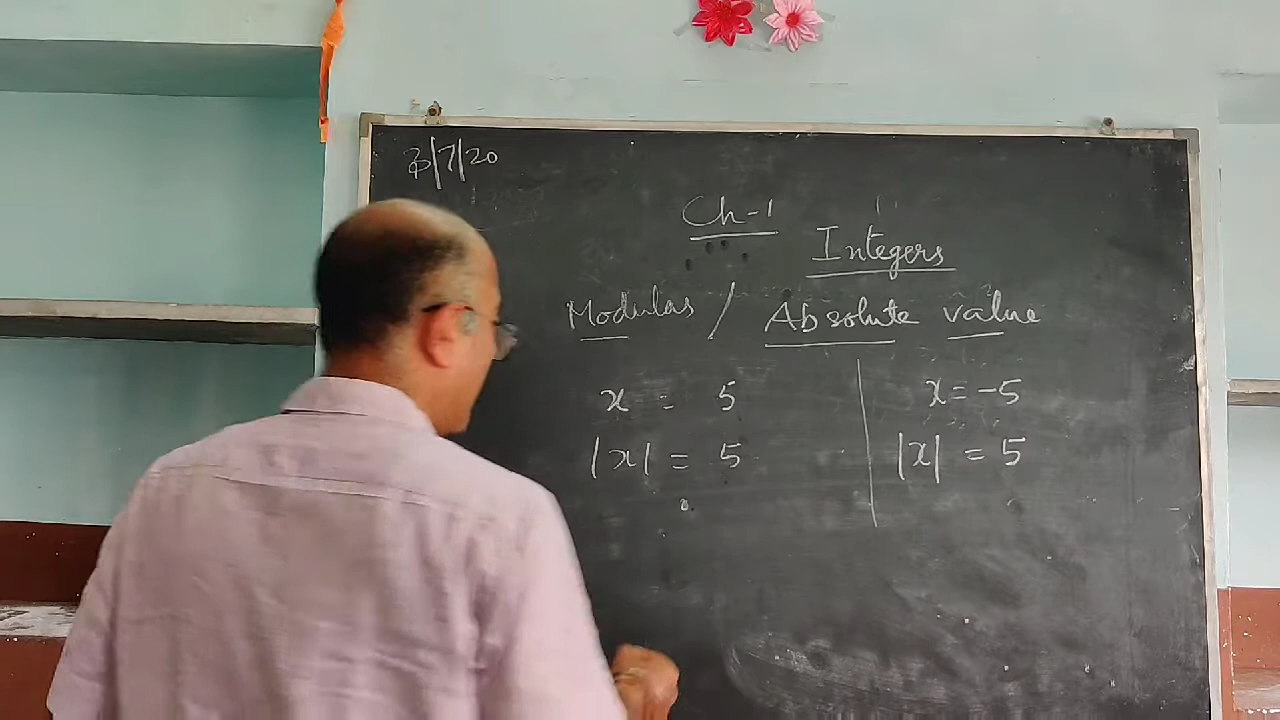 3/7/20
Ch-1
Integers
Modulas / Absolute value
x = 5
|x| = 5
x = -5
|x| = 5